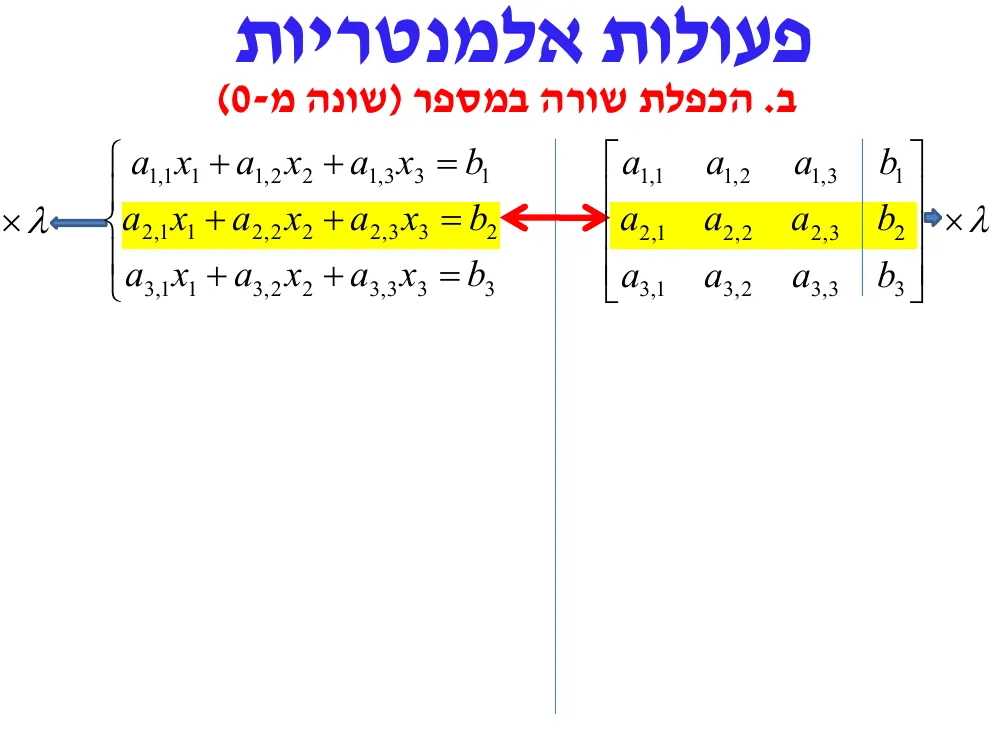 פעולות אלמנטריות
ב. הכפלת שורה במספר (שונה מ-0)
a1,1x1 + a1,2x2 + a1,3x3 = b1
× λ a2,1x1 + a2,2x2 + a2,3x3 = b2
a3,1x1 + a3,2x2 + a3,3x3 = b3
a1,1 a1,2 a1,3 b1
a2,1 a2,2 a2,3 b2 × λ
a3,1 a3,2 a3,3 b3